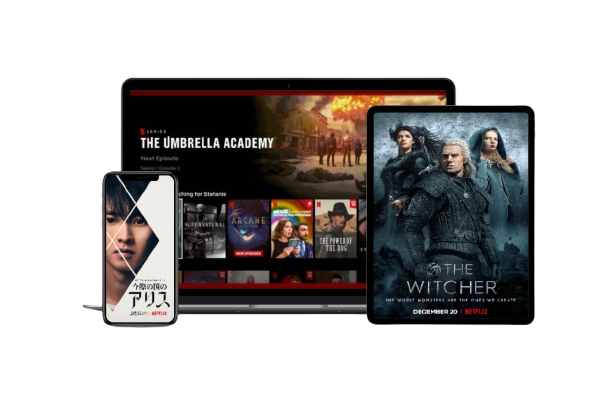 N SERIES
THE UMBRELLA ACADEMY
Next Episode
Season 1 Episode 2
ching for Stefanie
SUPERNATURAL
ARCANE
NEW EPISODES
THE POWER OF THE DOG
今際の国の
アリス
NETFLIX
THE
WITCHER
THE WORST MONSTERS ARE THE ONES WE CREATE
DECEMBER 20 | NETFLIX